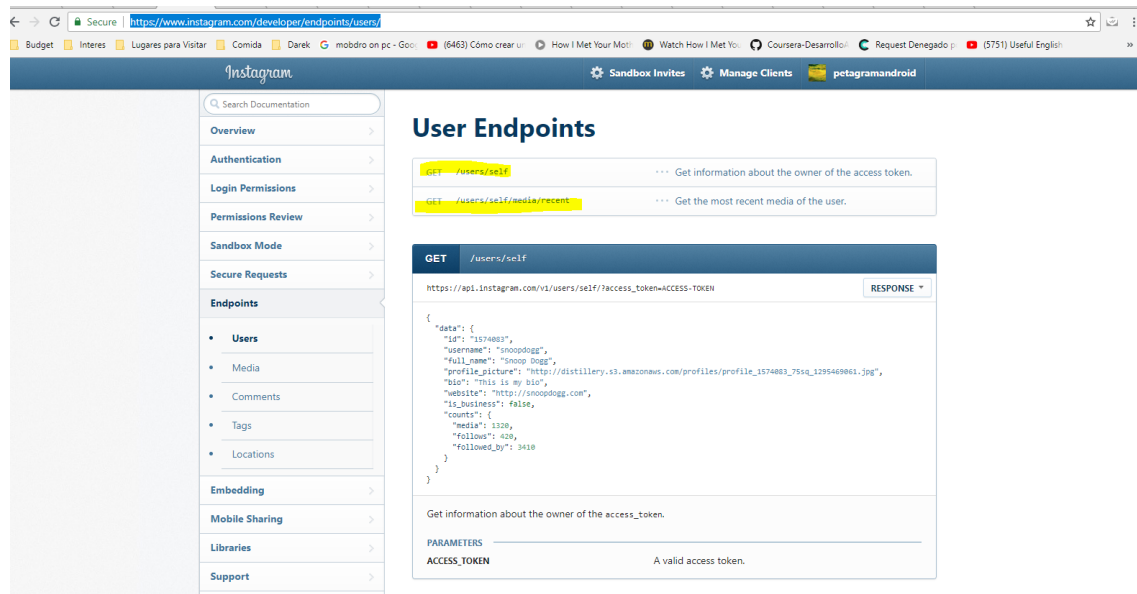 Secure | https://www.instagram.com/developer/endpoints/users/
Budget Interes Lugares para Visitar Comida Darek mobdro on pc - Goo (6463) Cómo crear un How I Met Your Moth Watch How I Met You Coursera-DesarrolloA Request Denegado p (5751) Useful English »
Instagram Sandbox Invites Manage Clients petagramandroid
Search Documentation
Overview
Authentication
Login Permissions
Permissions Review
Sandbox Mode
Secure Requests
Endpoints
• Users
• Media
• Comments
• Tags
• Locations
Embedding
Mobile Sharing
Libraries
Support
User Endpoints
GET /users/self ··· Get information about the owner of the access token.
GET /users/self/media/recent ··· Get the most recent media of the user.
GET /users/self
https://api.instagram.com/v1/users/self/?access_token=ACCESS-TOKEN RESPONSE
{
"data": {
"id": "1574083",
"username": "snoopdogg",
"full_name": "Snoop Dogg",
"profile_picture": "http://distillery.s3.amazonaws.com/profiles/profile_1574083_75sq_1295469061.jpg",
"bio": "This is my bio",
"website": "http://snoopdogg.com",
"is_business": false,
"counts": {
"media": 1320,
"follows": 420,
"followed_by": 3410
}
}
}
Get information about the owner of the access_token.
PARAMETERS
ACCESS_TOKEN A valid access token.